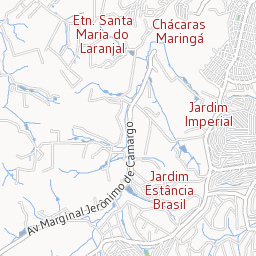 Etn. Santa
Maria do
Laranjal
Chácaras
Maringá
Jardim
Imperial
Jardim
Estância
Brasil
Av. Marginal Jerônimo de Camargo